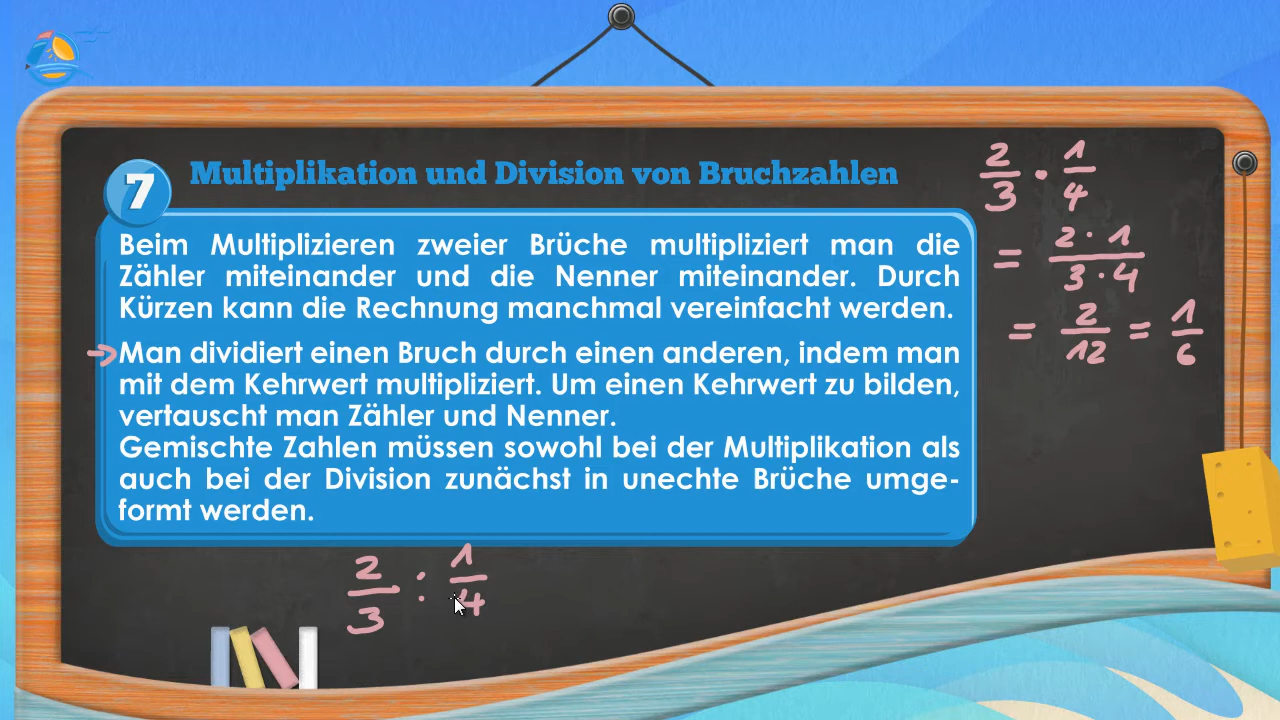 7 Multiplikation und Division von Bruchzahlen
Beim Multiplizieren zweier Brüche multipliziert man die
Zähler miteinander und die Nenner miteinander. Durch
Kürzen kann die Rechnung manchmal vereinfacht werden.
→ Man dividiert einen Bruch durch einen anderen, indem man
mit dem Kehrwert multipliziert. Um einen Kehrwert zu bilden,
vertauscht man Zähler und Nenner.
Gemischte Zahlen müssen sowohl bei der Multiplikation als
auch bei der Division zunächst in unechte Brüche umge-
formt werden.
2/3 · 1/4
= 2 · 1 / 3 · 4
= 2/12 = 1/6
2/3 : 1/4